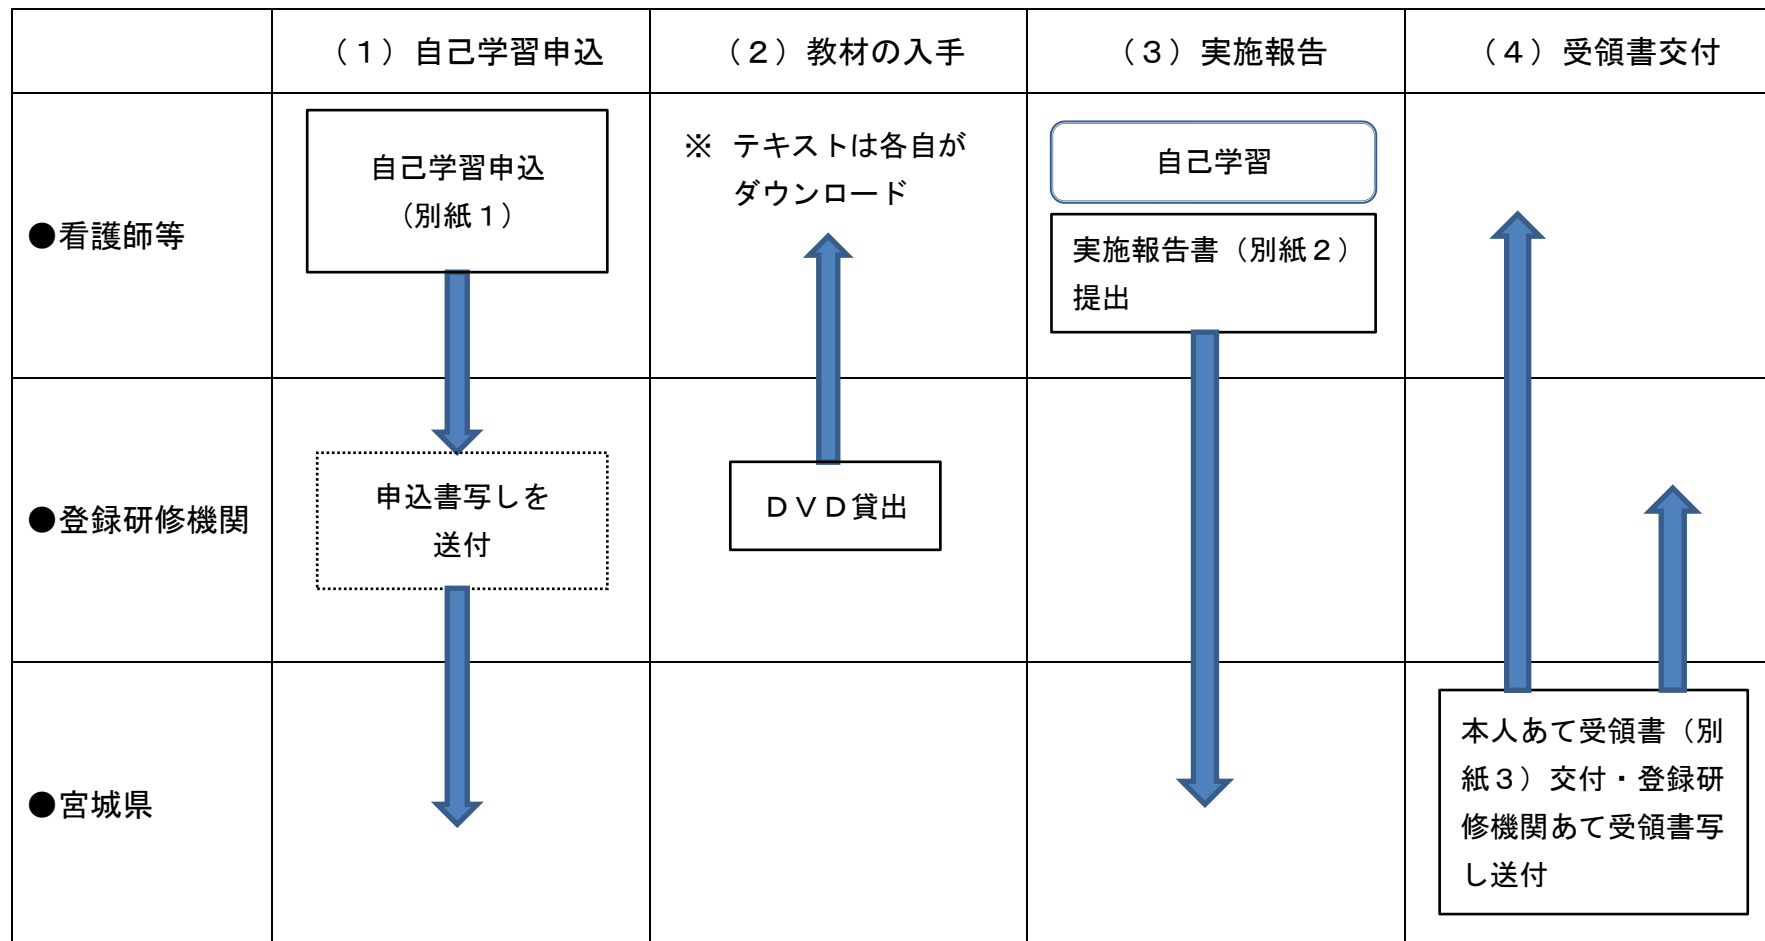 （１）自己学習申込
（２）教材の入手
（３）実施報告
（４）受領書交付
●看護師等
自己学習申込
（別紙１）
※　テキストは各自が
ダウンロード
自己学習
実施報告書（別紙２）
提出
●登録研修機関
申込書写しを
送付
ＤＶＤ貸出
●宮城県
本人あて受領書（別
紙３）交付・登録研
修機関あて受領書写
し送付